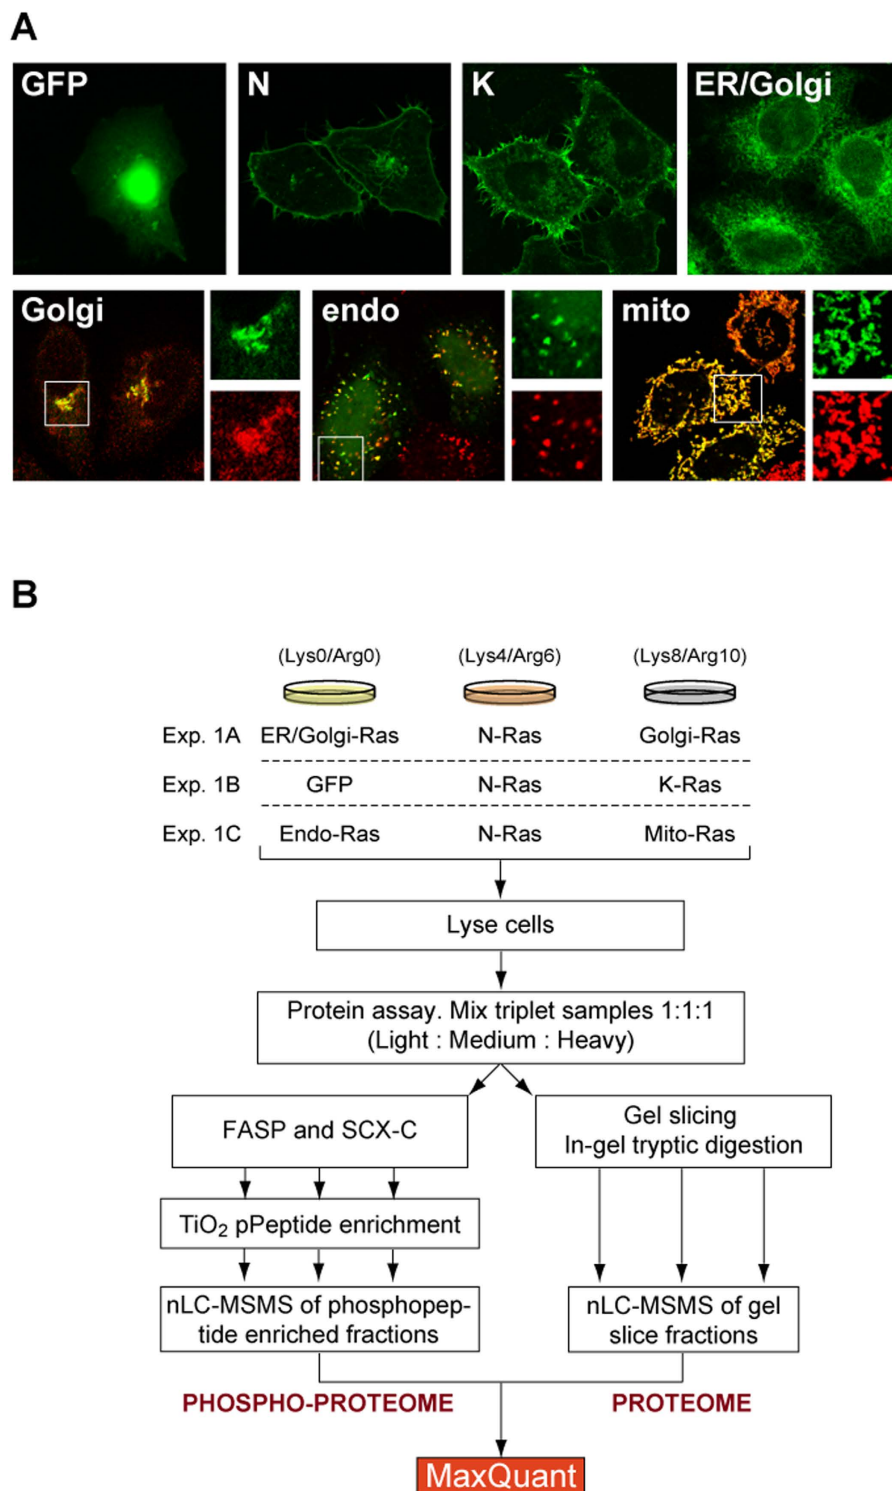 A
GFP
N
K
ER/Golgi
Golgi
endo
mito
B
(Lys0/Arg0) (Lys4/Arg6) (Lys8/Arg10)
Exp. 1A ER/Golgi-Ras N-Ras Golgi-Ras
Exp. 1B GFP N-Ras K-Ras
Exp. 1C Endo-Ras N-Ras Mito-Ras
Lyse cells
Protein assay. Mix triplet samples 1:1:1
(Light : Medium : Heavy)
FASP and SCX-C
Gel slicing
In-gel tryptic digestion
TiO₂ pPeptide enrichment
nLC-MSMS of phosphopep-
tide enriched fractions
nLC-MSMS of gel
slice fractions
PHOSPHO-PROTEOME
PROTEOME
MaxQuant